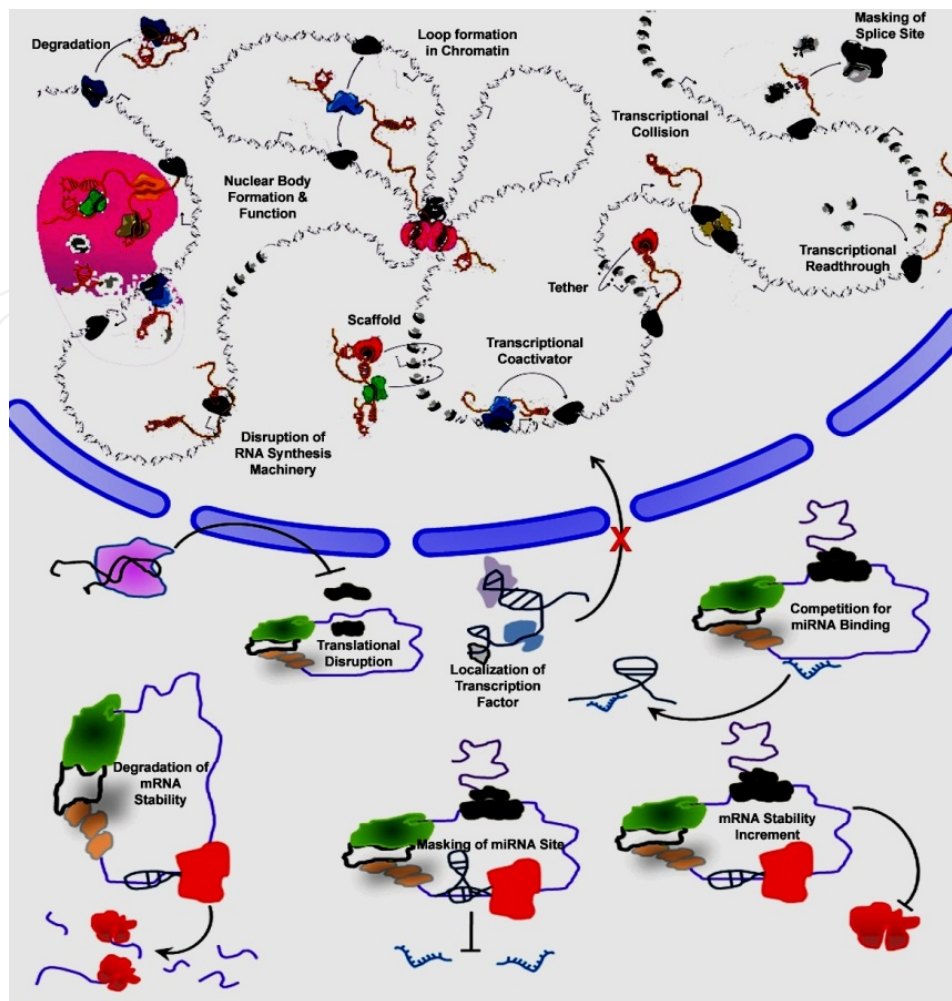 Degradation
Loop formation
in Chromatin
Masking of
Splice Site
Transcriptional
Collision
Nuclear Body
Formation &
Function
Transcriptional
Readthrough
Tether
Scaffold
Transcriptional
Coactivator
Disruption of
RNA Synthesis
Machinery
X
Translational
Disruption
Localization of
Transcription
Factor
Competition for
miRNA Binding
Degradation of
mRNA
Stability
Masking of miRNA Site
mRNA Stability
Increment